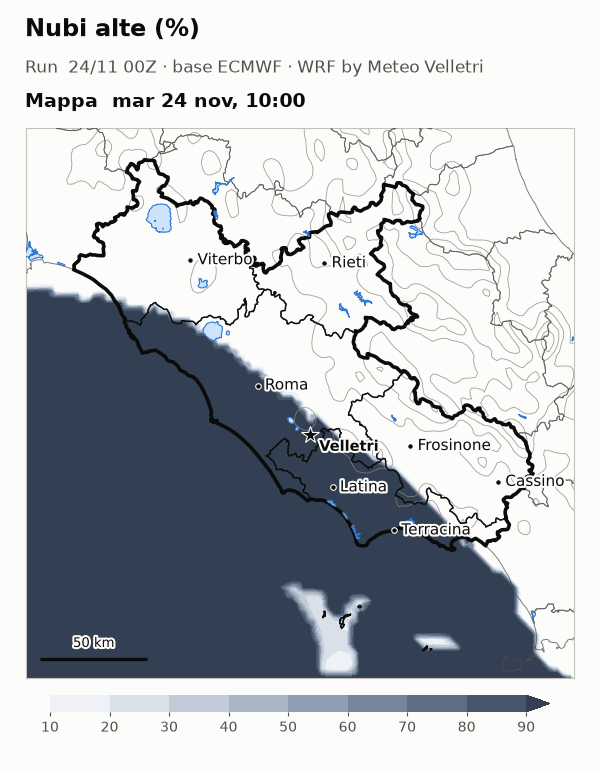 Nubi alte (%)
Run 24/11 00Z · base ECMWF · WRF by Meteo Velletri
Mappa mar 24 nov, 10:00
Viterbo
Rieti
Roma
Velletri
Frosinone
Latina
Cassino
Terracina
50 km
10 20 30 40 50 60 70 80 90